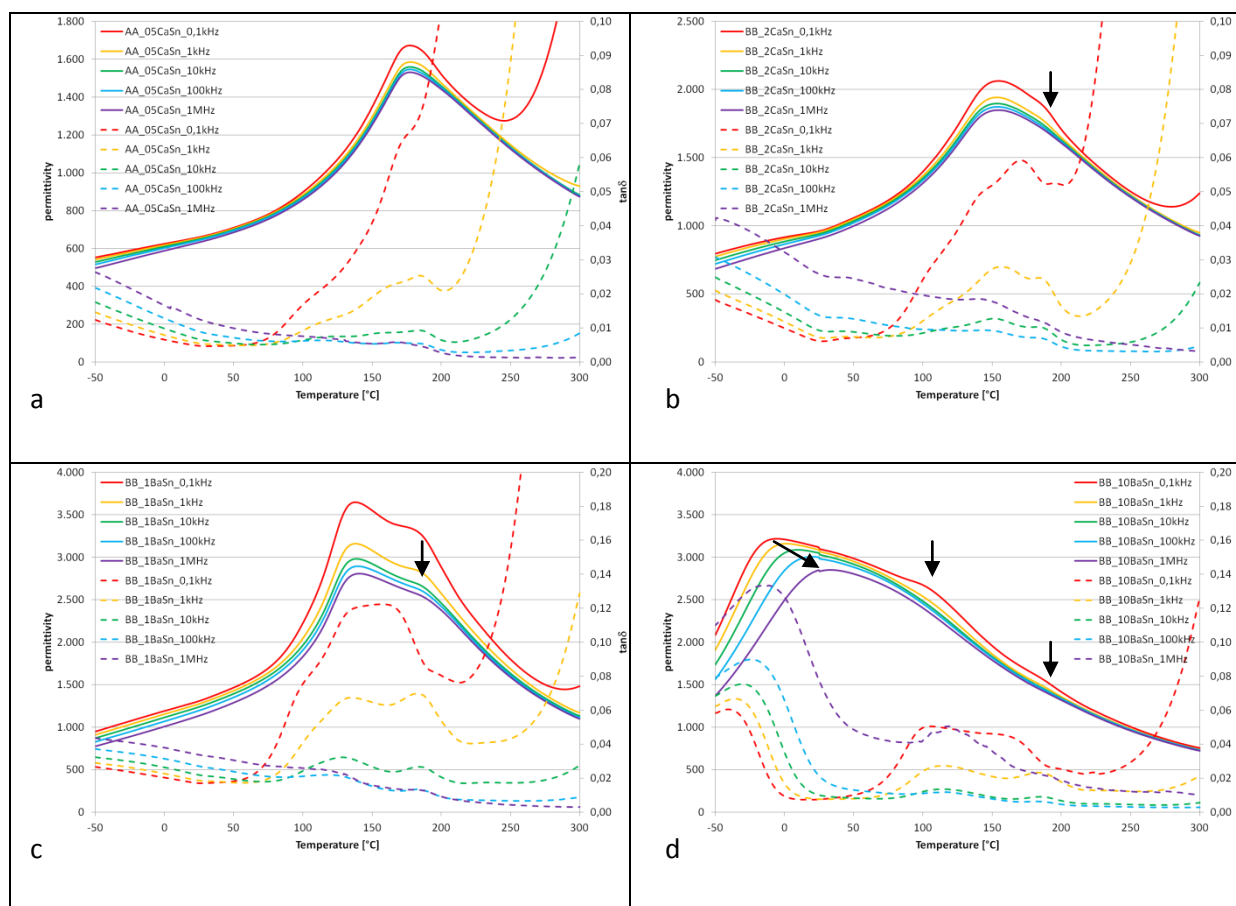 1.800
1.600
1.400
1.200
1.000
800
600
400
200
0
permittivity
AA_05CaSn_0,1kHz
AA_05CaSn_1kHz
AA_05CaSn_10kHz
AA_05CaSn_100kHz
AA_05CaSn_1MHz
AA_05CaSn_0,1kHz
AA_05CaSn_1kHz
AA_05CaSn_10kHz
AA_05CaSn_100kHz
AA_05CaSn_1MHz
0,10
0,09
0,08
0,07
0,06
0,05
0,04
0,03
0,02
0,01
0,00
tanδ
-50 0 50 100 150 200 250 300
Temperature [°C]
a
2.500
2.000
1.500
1.000
500
0
permittivity
BB_2CaSn_0,1kHz
BB_2CaSn_1kHz
BB_2CaSn_10kHz
BB_2CaSn_100kHz
BB_2CaSn_1MHz
BB_2CaSn_0,1kHz
BB_2CaSn_1kHz
BB_2CaSn_10kHz
BB_2CaSn_100kHz
BB_2CaSn_1MHz
0,10
0,09
0,08
0,07
0,06
0,05
0,04
0,03
0,02
0,01
0,00
tanδ
-50 0 50 100 150 200 250 300
Temperature [°C]
b
4.000
3.500
3.000
2.500
2.000
1.500
1.000
500
0
permittivity
BB_1BaSn_0,1kHz
BB_1BaSn_1kHz
BB_1BaSn_10kHz
BB_1BaSn_100kHz
BB_1BaSn_1MHz
BB_1BaSn_0,1kHz
BB_1BaSn_1kHz
BB_1BaSn_10kHz
BB_1BaSn_100kHz
BB_1BaSn_1MHz
0,20
0,18
0,16
0,14
0,12
0,10
0,08
0,06
0,04
0,02
0,00
tanδ
-50 0 50 100 150 200 250 300
Temperature [°C]
c
4.000
3.500
3.000
2.500
2.000
1.500
1.000
500
0
permittivity
BB_10BaSn_0,1kHz
BB_10BaSn_1kHz
BB_10BaSn_10kHz
BB_10BaSn_100kHz
BB_10BaSn_1MHz
BB_10BaSn_0,1kHz
BB_10BaSn_1kHz
BB_10BaSn_10kHz
BB_10BaSn_100kHz
BB_10BaSn_1MHz
0,20
0,18
0,16
0,14
0,12
0,10
0,08
0,06
0,04
0,02
0,00
tanδ
-50 0 50 100 150 200 250 300
Temperature [°C]
d